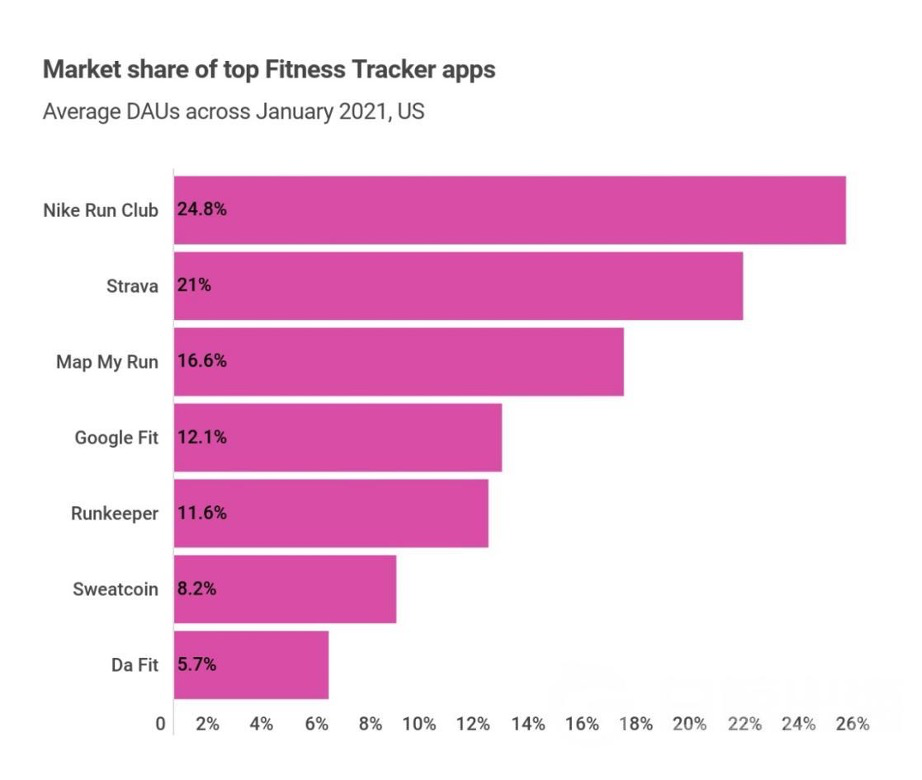 Market share of top Fitness Tracker apps
Average DAUs across January 2021, US
Nike Run Club 24.8%
Strava 21%
Map My Run 16.6%
Google Fit 12.1%
Runkeeper 11.6%
Sweatcoin 8.2%
Da Fit 5.7%
0 2% 4% 6% 8% 10% 12% 14% 16% 18% 20% 22% 24% 26%